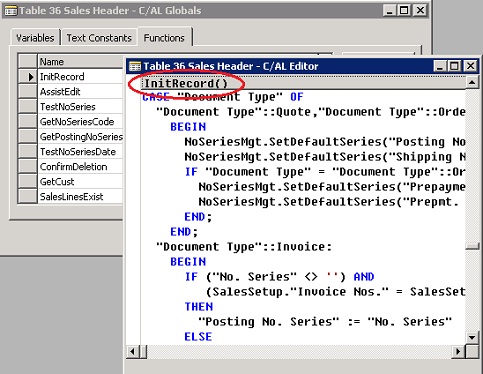 Table 36 Sales Header - C/AL Globals
Variables Text Constants Functions
Name
InitRecord
AssistEdit
TestNoSeries
GetNoSeriesCode
GetPostingNoSeries
TestNoSeriesDate
ConfirmDeletion
GetCust
SalesLinesExist
Table 36 Sales Header - C/AL Editor
InitRecord()
CASE "Document Type" OF
"Document Type"::Quote,"Document Type"::Orde
BEGIN
NoSeriesMgt.SetDefaultSeries("Posting No
NoSeriesMgt.SetDefaultSeries("Shipping N
IF "Document Type" = "Document Type"::Or
NoSeriesMgt.SetDefaultSeries("Prepayme
NoSeriesMgt.SetDefaultSeries("Prepmt.
END;
END;
"Document Type"::Invoice:
BEGIN
IF ("No. Series" <> '') AND
(SalesSetup."Invoice Nos." = SalesSet
THEN
"Posting No. Series" := "No. Series"
ELSE